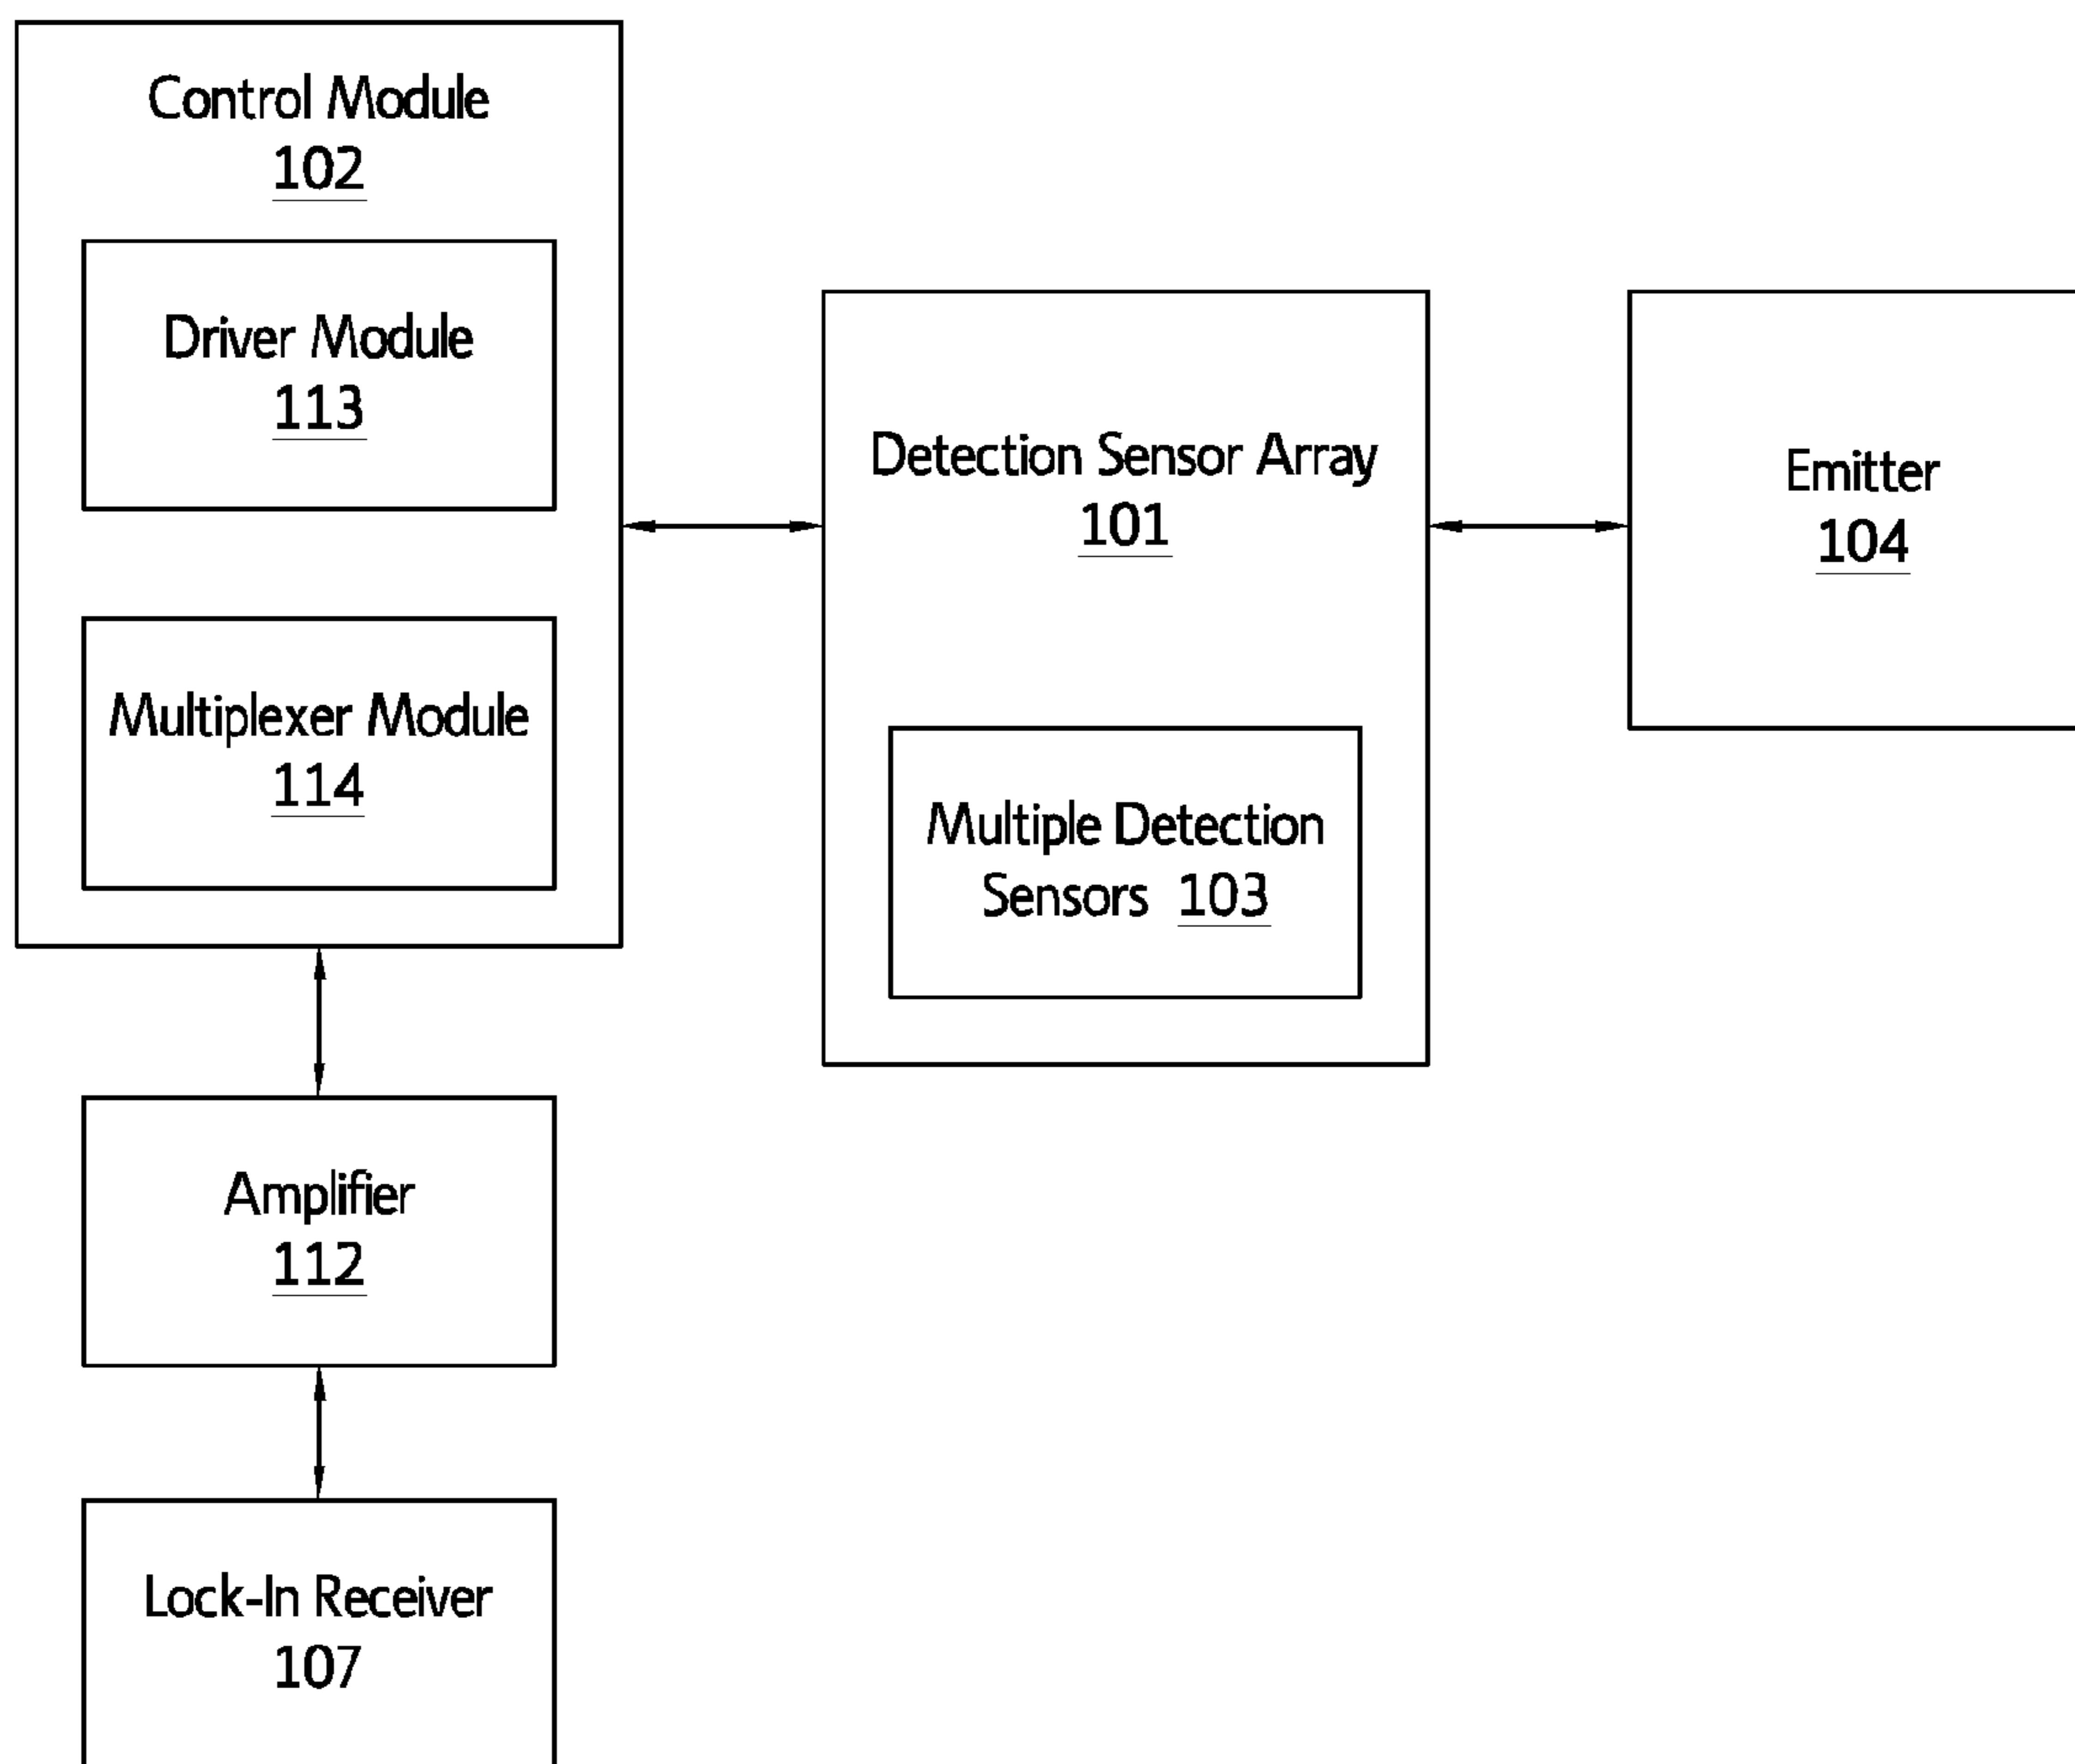 Control Module
102
Driver Module
113
Multiplexer Module
114
Detection Sensor Array
101
Multiple Detection
Sensors 103
Emitter
104
Amplifier
112
Lock-In Receiver
107